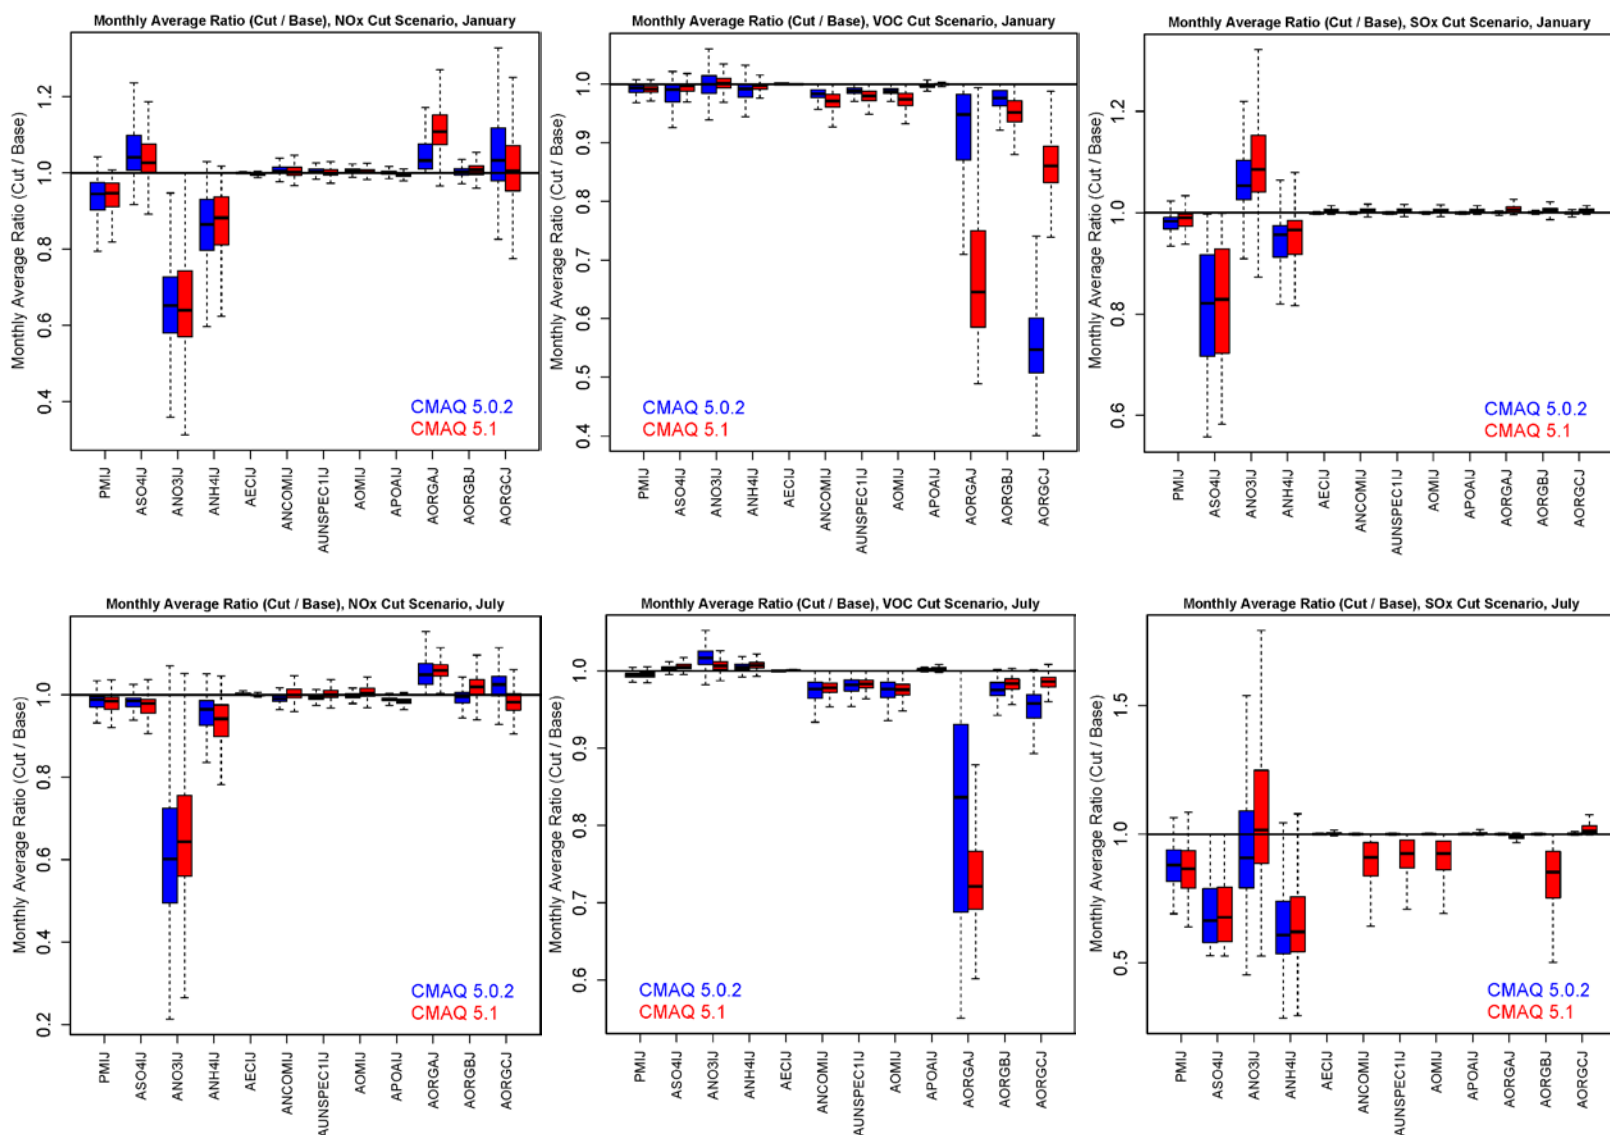 Monthly Average Ratio (Cut / Base), NOx Cut Scenario, January
Monthly Average Ratio (Cut / Base)
1.2
1.0
0.8
0.6
0.4
CMAQ 5.0.2
CMAQ 5.1
PMIJ
ASO4IJ
ANO3IJ
ANH4IJ
AECIJ
ANCOMIJ
AUNSPEC1IJ
AOMIJ
APOAIJ
AORGAJ
AORGBJ
AORGCJ
Monthly Average Ratio (Cut / Base), VOC Cut Scenario, January
Monthly Average Ratio (Cut / Base)
1.0
0.9
0.8
0.7
0.6
0.5
0.4
CMAQ 5.0.2
CMAQ 5.1
PMIJ
ASO4IJ
ANO3IJ
ANH4IJ
AECIJ
ANCOMIJ
AUNSPEC1IJ
AOMIJ
APOAIJ
AORGAJ
AORGBJ
AORGCJ
Monthly Average Ratio (Cut / Base), SOx Cut Scenario, January
Monthly Average Ratio (Cut / Base)
1.2
1.0
0.8
0.6
CMAQ 5.0.2
CMAQ 5.1
PMIJ
ASO4IJ
ANO3IJ
ANH4IJ
AECIJ
ANCOMIJ
AUNSPEC1IJ
AOMIJ
APOAIJ
AORGAJ
AORGBJ
AORGCJ
Monthly Average Ratio (Cut / Base), NOx Cut Scenario, July
Monthly Average Ratio (Cut / Base)
1.0
0.8
0.6
0.4
0.2
CMAQ 5.0.2
CMAQ 5.1
PMIJ
ASO4IJ
ANO3IJ
ANH4IJ
AECIJ
ANCOMIJ
AUNSPEC1IJ
AOMIJ
APOAIJ
AORGAJ
AORGBJ
AORGCJ
Monthly Average Ratio (Cut / Base), VOC Cut Scenario, July
Monthly Average Ratio (Cut / Base)
1.0
0.9
0.8
0.7
0.6
CMAQ 5.0.2
CMAQ 5.1
PMIJ
ASO4IJ
ANO3IJ
ANH4IJ
AECIJ
ANCOMIJ
AUNSPEC1IJ
AOMIJ
APOAIJ
AORGAJ
AORGBJ
AORGCJ
Monthly Average Ratio (Cut / Base), SOx Cut Scenario, July
Monthly Average Ratio (Cut / Base)
1.5
1.0
0.5
CMAQ 5.0.2
CMAQ 5.1
PMIJ
ASO4IJ
ANO3IJ
ANH4IJ
AECIJ
ANCOMIJ
AUNSPEC1IJ
AOMIJ
APOAIJ
AORGAJ
AORGBJ
AORGCJ